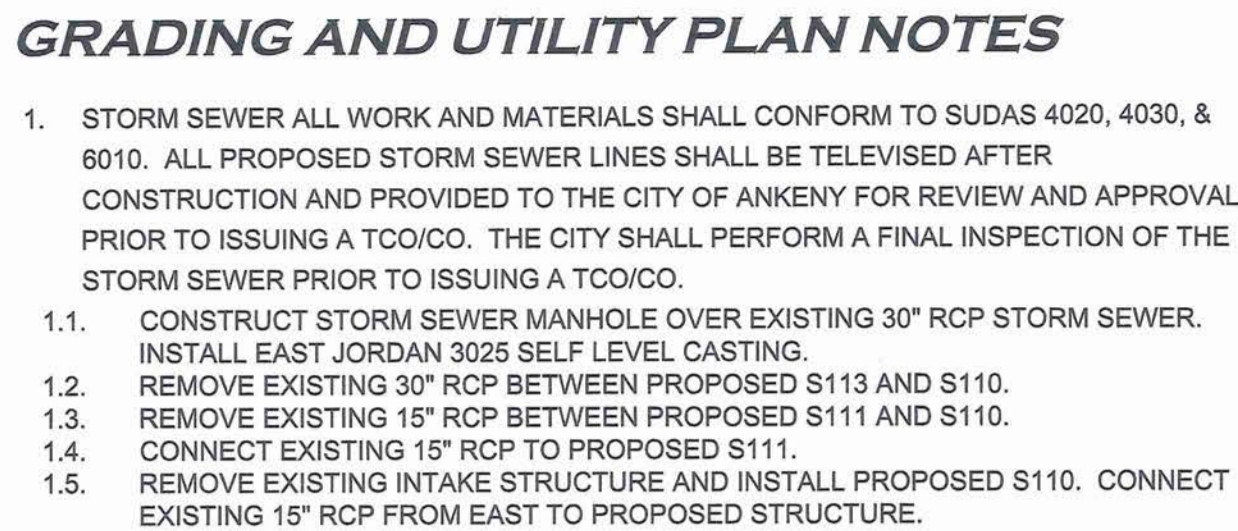 GRADING AND UTILITY PLAN NOTES
1. STORM SEWER ALL WORK AND MATERIALS SHALL CONFORM TO SUDAS 4020, 4030, &
6010. ALL PROPOSED STORM SEWER LINES SHALL BE TELEVISED AFTER
CONSTRUCTION AND PROVIDED TO THE CITY OF ANKENY FOR REVIEW AND APPROVAL
PRIOR TO ISSUING A TCO/CO. THE CITY SHALL PERFORM A FINAL INSPECTION OF THE
STORM SEWER PRIOR TO ISSUING A TCO/CO.
1.1. CONSTRUCT STORM SEWER MANHOLE OVER EXISTING 30" RCP STORM SEWER.
INSTALL EAST JORDAN 3025 SELF LEVEL CASTING.
1.2. REMOVE EXISTING 30" RCP BETWEEN PROPOSED S113 AND S110.
1.3. REMOVE EXISTING 15" RCP BETWEEN PROPOSED S111 AND S110.
1.4. CONNECT EXISTING 15" RCP TO PROPOSED S111.
1.5. REMOVE EXISTING INTAKE STRUCTURE AND INSTALL PROPOSED S110. CONNECT
EXISTING 15" RCP FROM EAST TO PROPOSED STRUCTURE.